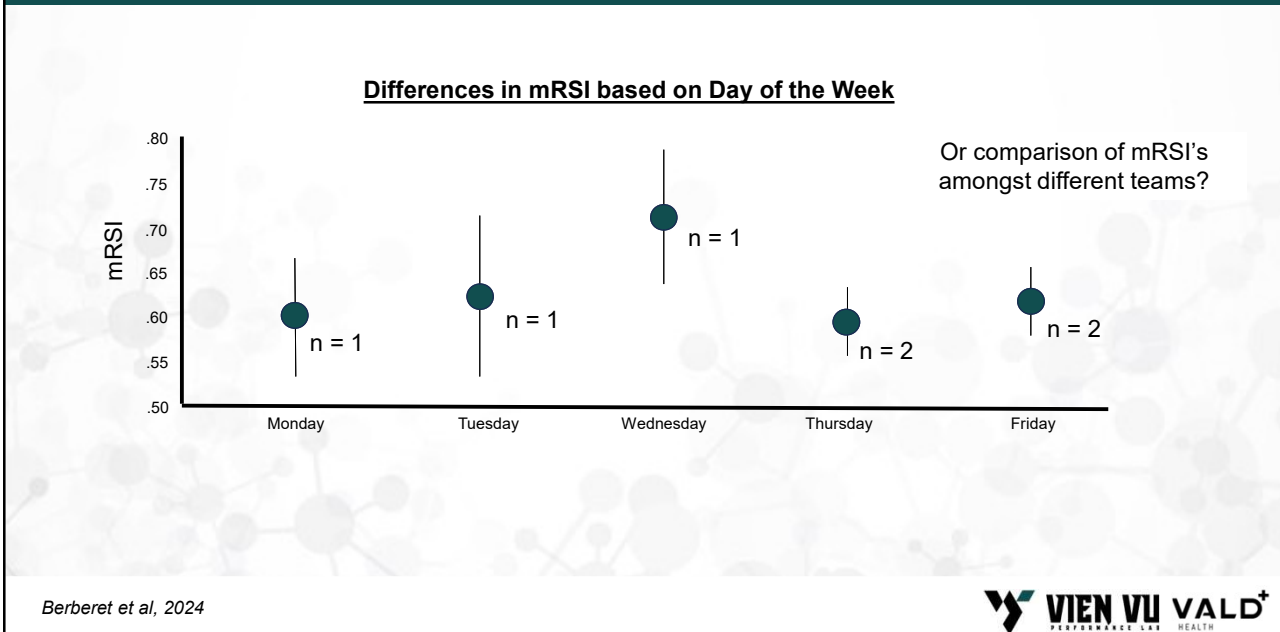 Differences in mRSI based on Day of the Week
Or comparison of mRSI's
amongst different teams?
mRSI
.80
.75
.70
.65
.60
.55
.50
n = 1
n = 1
n = 1
n = 2
n = 2
Monday
Tuesday
Wednesday
Thursday
Friday
Berberet et al, 2024
VIEN VU
PERFORMANCE LAB
VALD+
HEALTH